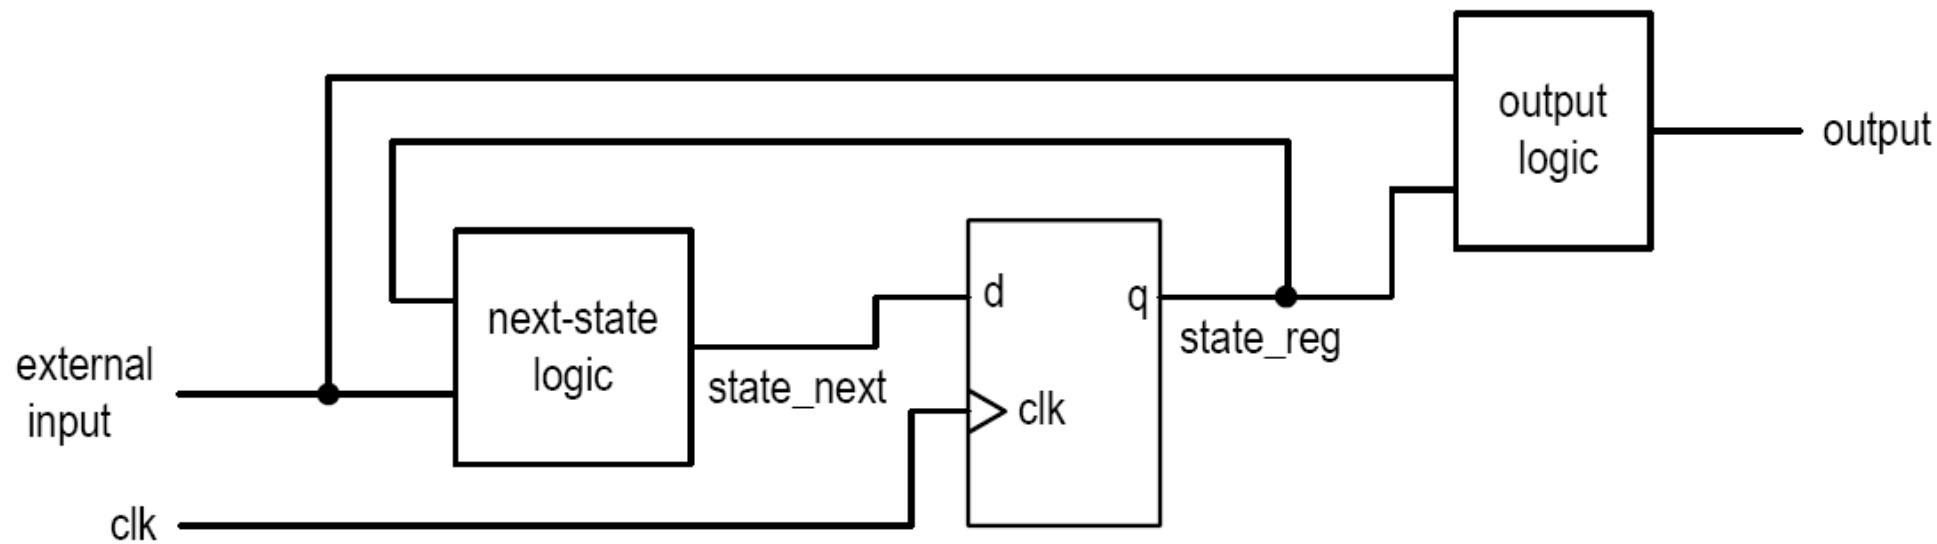 output
logic
output
next-state
logic
d
q
state_reg
external
input
state_next
clk
clk